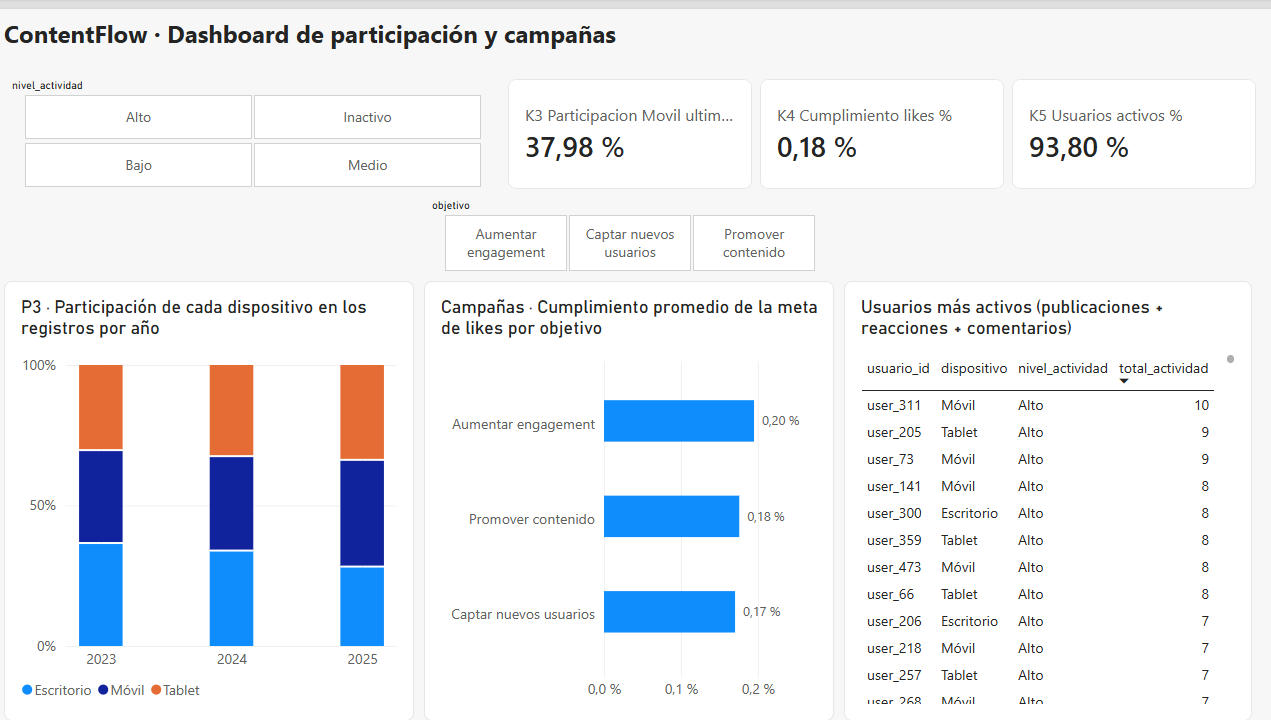 ContentFlow · Dashboard de participación y campañas
nivel_actividad
Alto
Inactivo
Bajo
Medio
K3 Participacion Movil ultim...
37,98 %
K4 Cumplimiento likes %
0,18 %
K5 Usuarios activos %
93,80 %
objetivo
Aumentar
engagement
Captar nuevos
usuarios
Promover
contenido
P3 · Participación de cada dispositivo en los
registros por año
100%
50%
0%
2023
2024
2025
Escritorio
Móvil
Tablet
Campañas · Cumplimiento promedio de la meta
de likes por objetivo
Aumentar engagement
0,20 %
Promover contenido
0,18 %
Captar nuevos usuarios
0,17 %
0,0 %
0,1 %
0,2 %
Usuarios más activos (publicaciones +
reacciones + comentarios)
usuario_id dispositivo nivel_actividad total_actividad
user_311 Móvil Alto 10
user_205 Tablet Alto 9
user_73 Móvil Alto 9
user_141 Móvil Alto 8
user_300 Escritorio Alto 8
user_359 Tablet Alto 8
user_473 Móvil Alto 8
user_66 Tablet Alto 8
user_206 Escritorio Alto 7
user_218 Móvil Alto 7
user_257 Tablet Alto 7
user_268 Móvil Alto 7